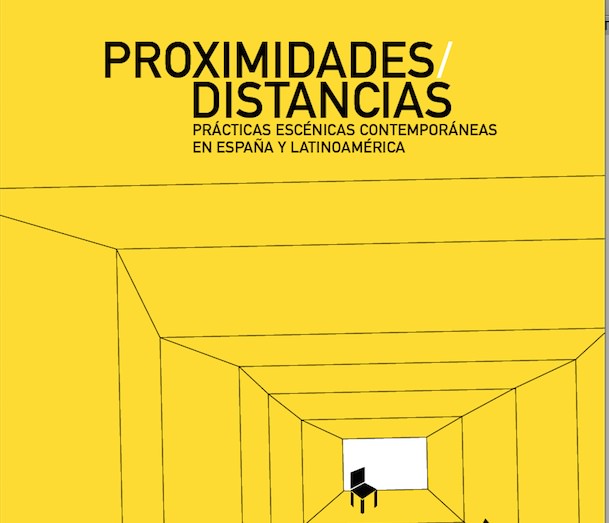 PROXIMIDADES/
DISTANCIAS
PRÁCTICAS ESCÉNICAS CONTEMPORÁNEAS
EN ESPAÑA Y LATINOAMÉRICA